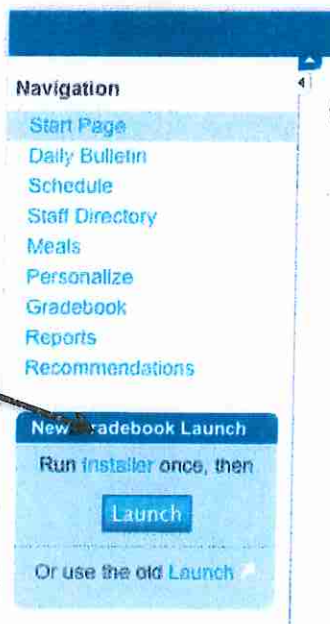 Navigation
Start Page
Daily Bulletin
Schedule
Staff Directory
Meals
Personalize
Gradebook
Reports
Recommendations
New Gradebook Launch
Run Installer once, then
Launch
Or use the old Launch